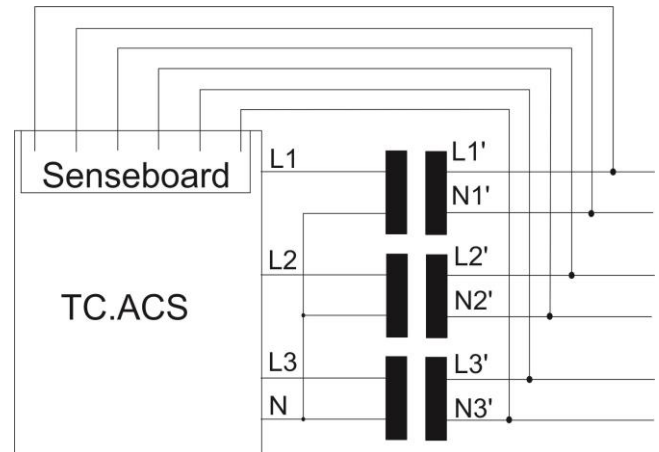 Senseboard
TC.ACS
L1
L2
L3
N
L1'
N1'
L2'
N2'
L3'
N3'